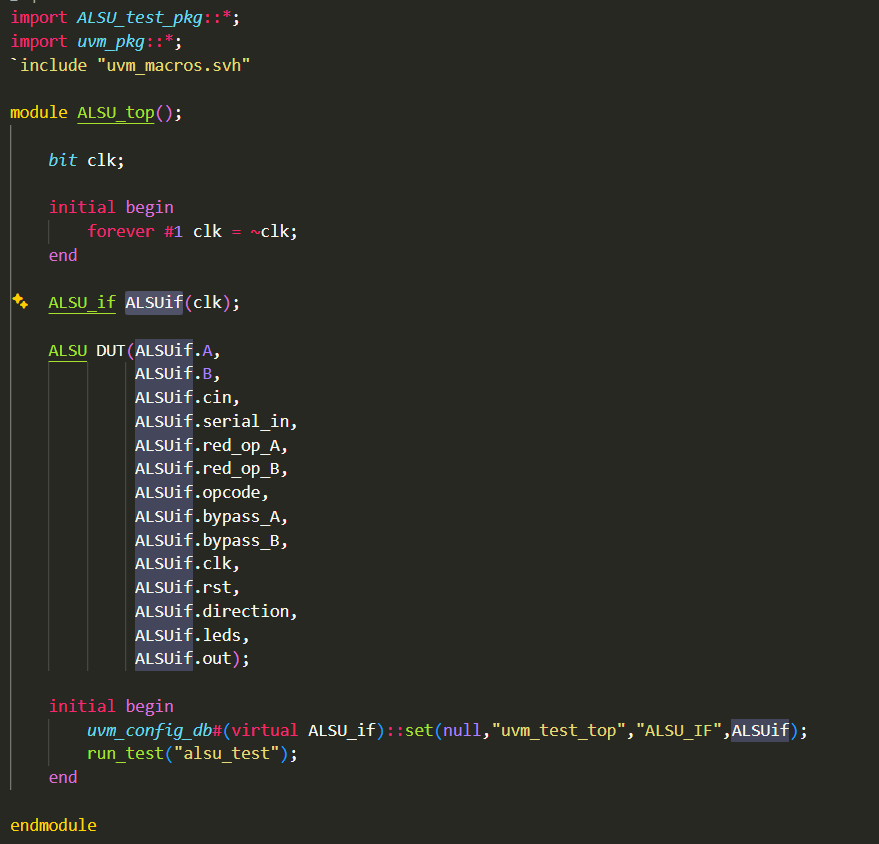 import ALSU_test_pkg::*;
import uvm_pkg::*;
`include "uvm_macros.svh"
module ALSU_top();
bit clk;
initial begin
forever #1 clk = ~clk;
end
ALSU_if ALSUif(clk);
ALSU DUT(ALSUif.A,
ALSUif.B,
ALSUif.cin,
ALSUif.serial_in,
ALSUif.red_op_A,
ALSUif.red_op_B,
ALSUif.opcode,
ALSUif.bypass_A,
ALSUif.bypass_B,
ALSUif.clk,
ALSUif.rst,
ALSUif.direction,
ALSUif.leds,
ALSUif.out);
initial begin
uvm_config_db#(virtual ALSU_if)::set(null,"uvm_test_top","ALSU_IF",ALSUif);
run_test("alsu_test");
end
endmodule